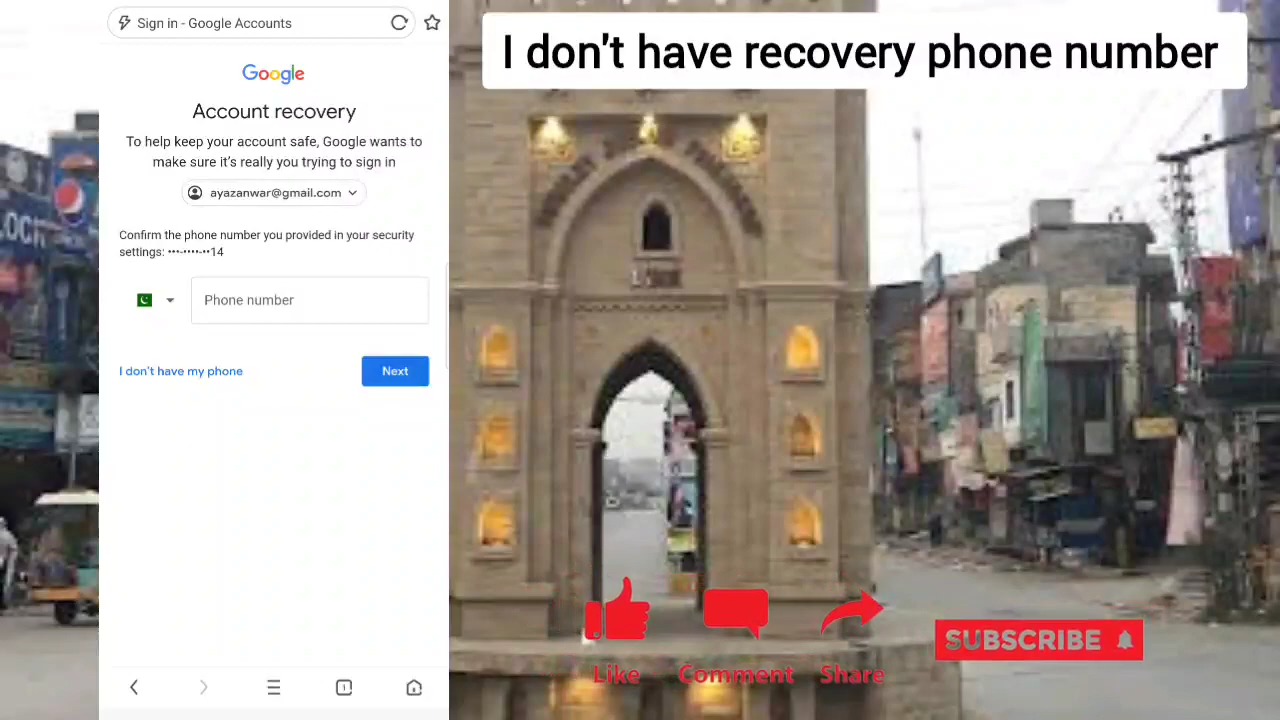 Sign in - Google Accounts
Google
Account recovery
To help keep your account safe, Google wants to
make sure it's really you trying to sign in
ayazanwar@gmail.com
Confirm the phone number you provided in your security
settings: •••-••••-••14
Phone number
I don't have my phone
Next
1
I don't have recovery phone number
Like
Comment
Share
SUBSCRIBE